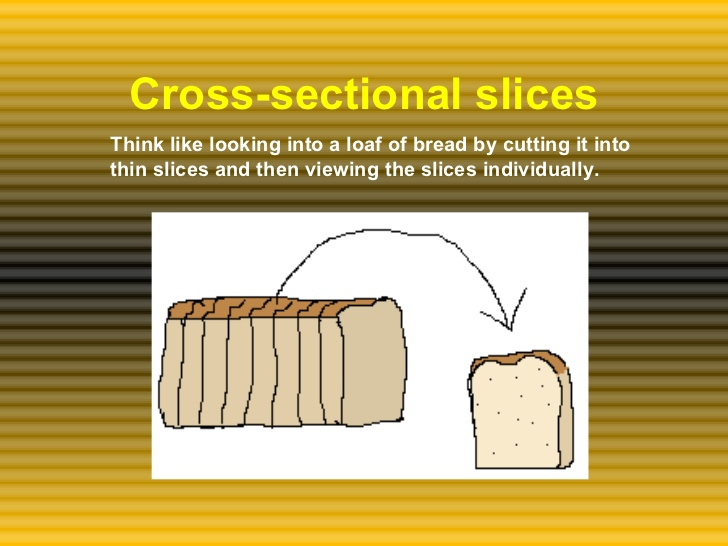 Cross-sectional slices
Think like looking into a loaf of bread by cutting it into
thin slices and then viewing the slices individually.